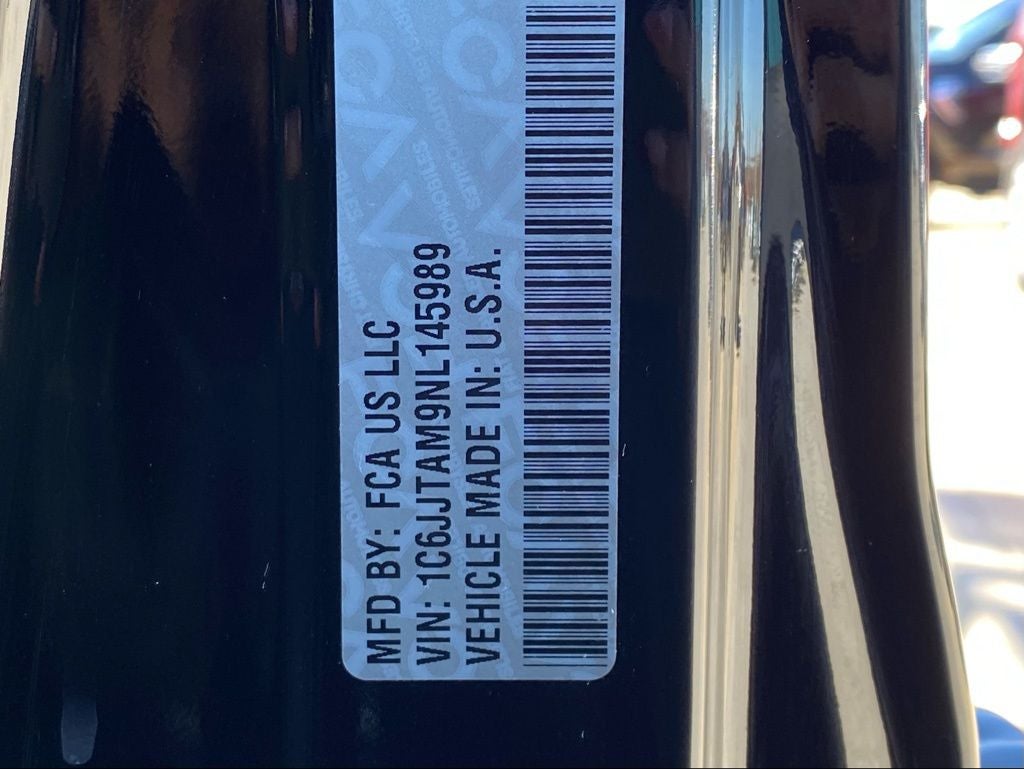 MFD BY: FCA US LLC
VIN: 1C6JJTAM9NL145989
VEHICLE MADE IN: U.S.A.